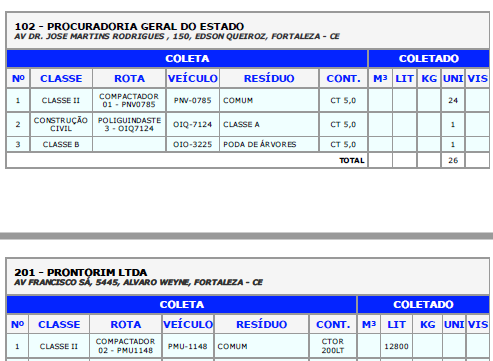 102 - PROCURADORIA GERAL DO ESTADO
AV DR. JOSE MARTINS RODRIGUES , 150, EDSON QUEIROZ, FORTALEZA - CE
COLETA COLETADO
Nº CLASSE ROTA VEÍCULO RESÍDUO CONT. M³ LIT KG UNI VIS
1 CLASSE II COMPACTADOR 01 - PNV0785 PNV-0785 COMUM CT 5,0 24
2 CONSTRUÇÃO CIVIL POLIGUINDASTE 3 - OIQ7124 OIQ-7124 CLASSE A CT 5,0 1
3 CLASSE B OIO-3225 PODA DE ÁRVORES CT 5,0 1
TOTAL 26
201 - PRONTORIM LTDA
AV FRANCISCO SÁ, 5445, ALVARO WEYNE, FORTALEZA - CE
COLETA COLETADO
Nº CLASSE ROTA VEÍCULO RESÍDUO CONT. M³ LIT KG UNI VIS
1 CLASSE II COMPACTADOR 02 - PMU1148 PMU-1148 COMUM CTOR 200LT 12800